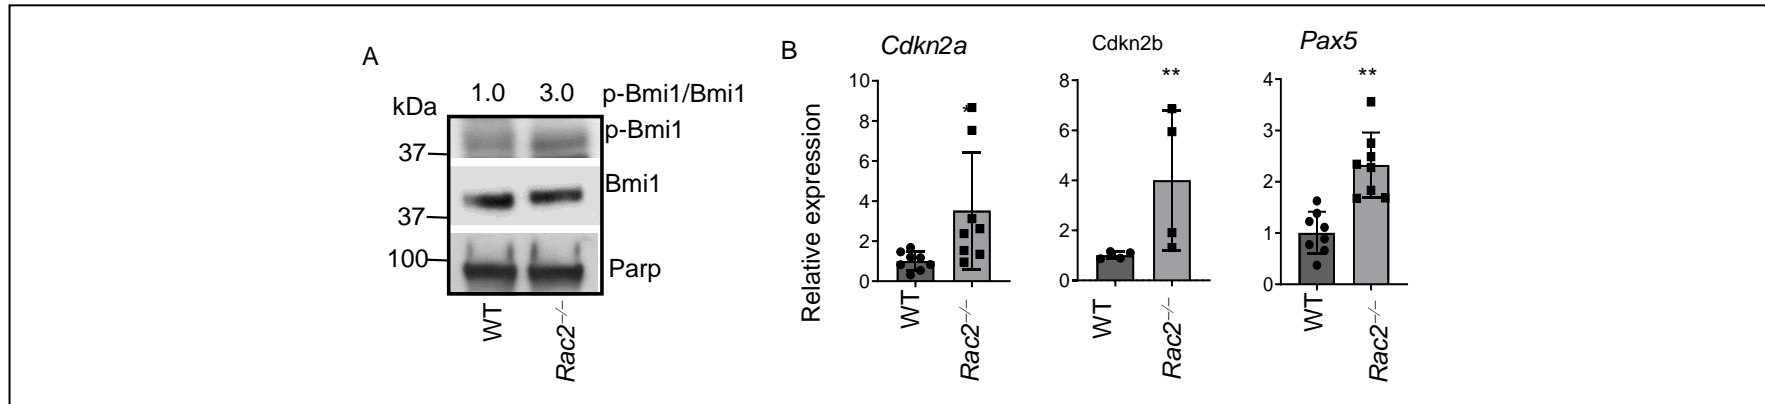 A
1.0 3.0 p-Bmi1/Bmi1
kDa
p-Bmi1
37
Bmi1
37
100
Parp
WT
Rac2−/−
B
Relative expression
Cdkn2a
10
8
6
4
2
0
*
WT
Rac2−/−
Cdkn2b
8
6
4
2
0
**
WT
Rac2−/−
Pax5
4
3
2
1
0
**
WT
Rac2−/−